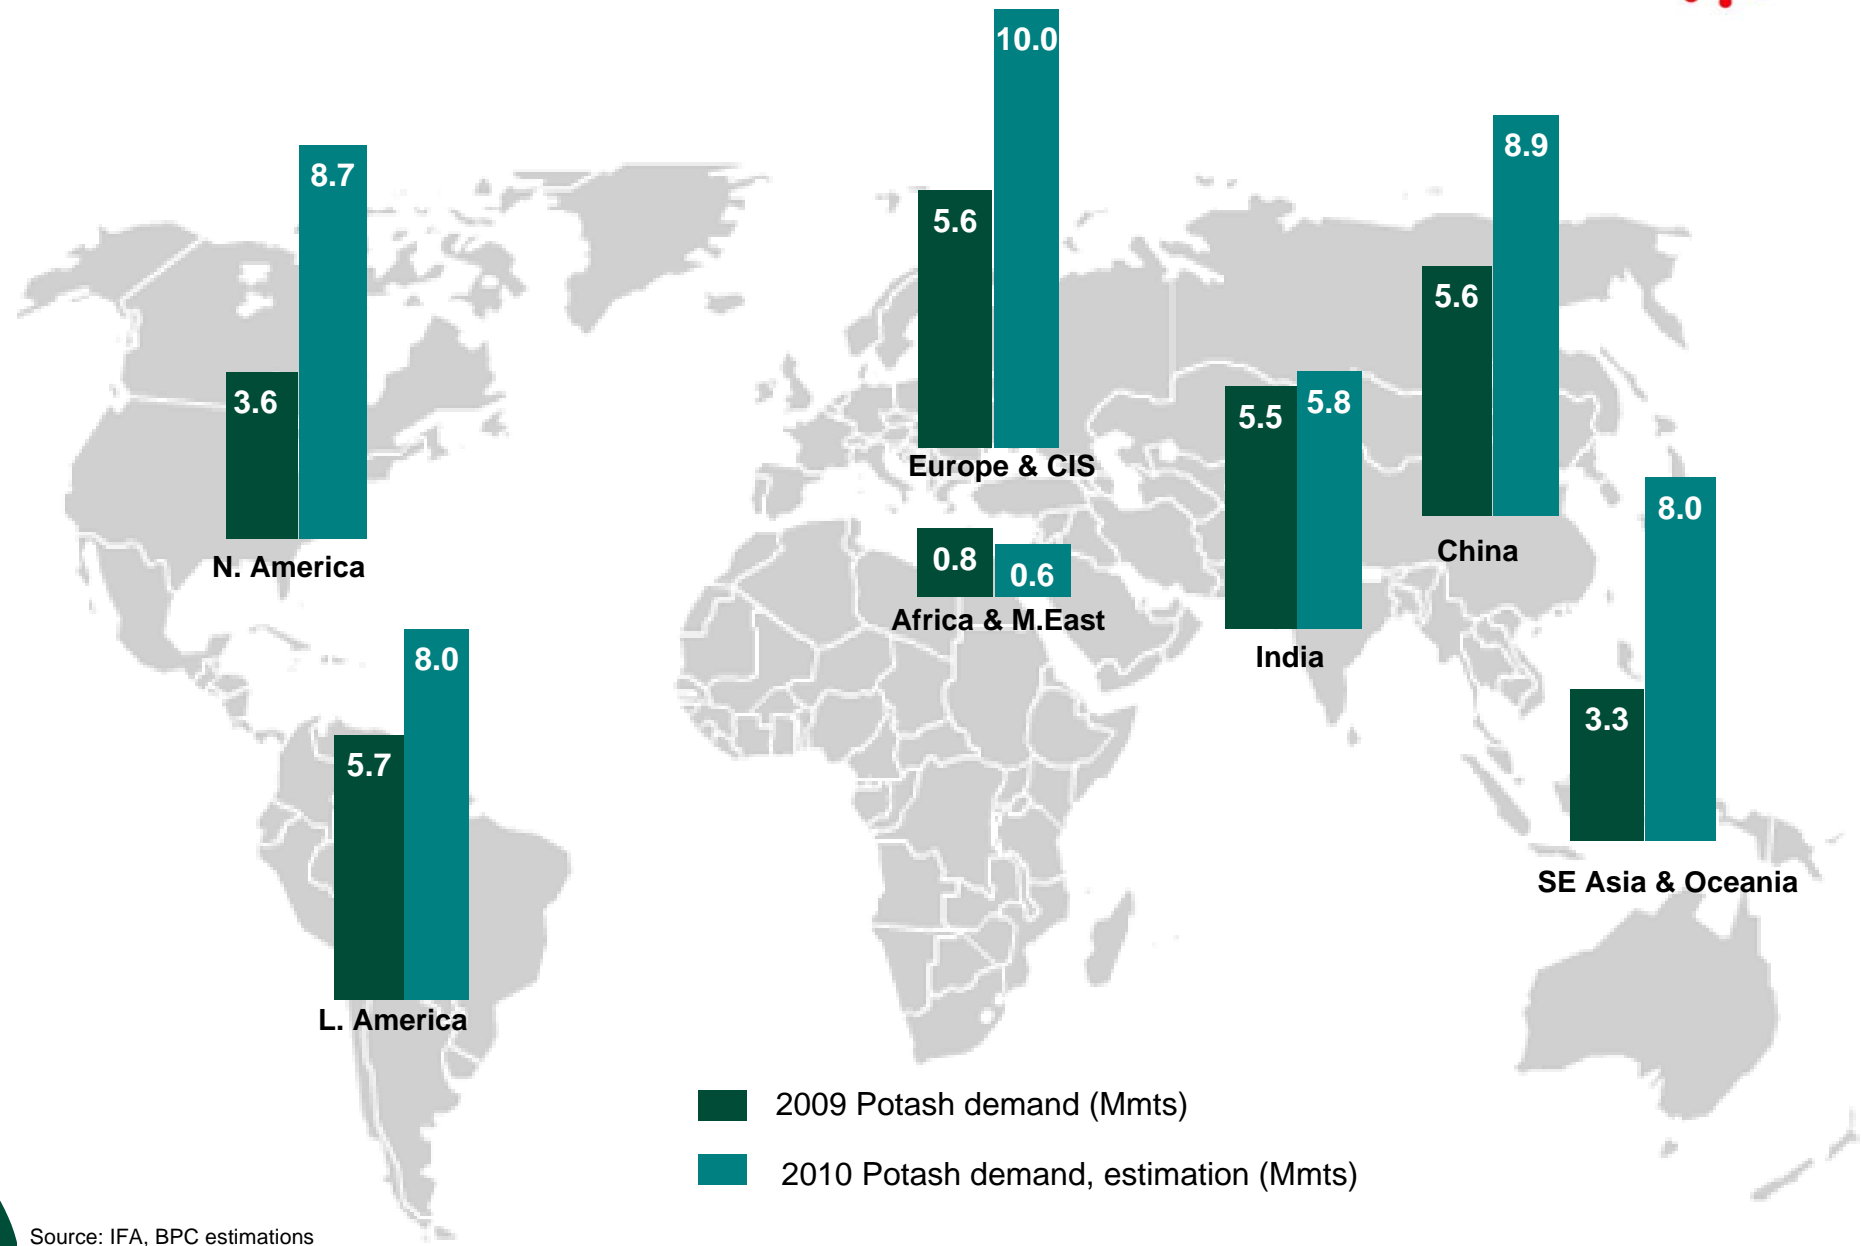 10.0
8.7
8.9
5.6
5.6
3.6
5.5
5.8
Europe & CIS
8.0
0.8
0.6
China
N. America
Africa & M.East
India
8.0
3.3
5.7
SE Asia & Oceania
L. America
2009 Potash demand (Mmts)
2010 Potash demand, estimation (Mmts)
Source: IFA, BPC estimations